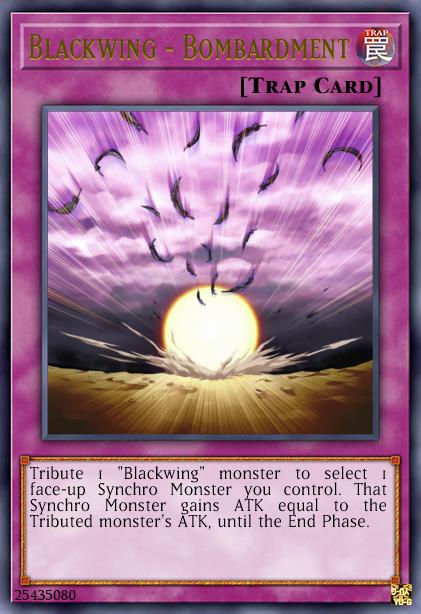 Blackwing - Bombardment
TRAP
罠
[Trap Card]
Tribute 1 "Blackwing" monster to select 1
face-up Synchro Monster you control. That
Synchro Monster gains ATK equal to the
Tributed monster's ATK, until the End Phase.
25435080